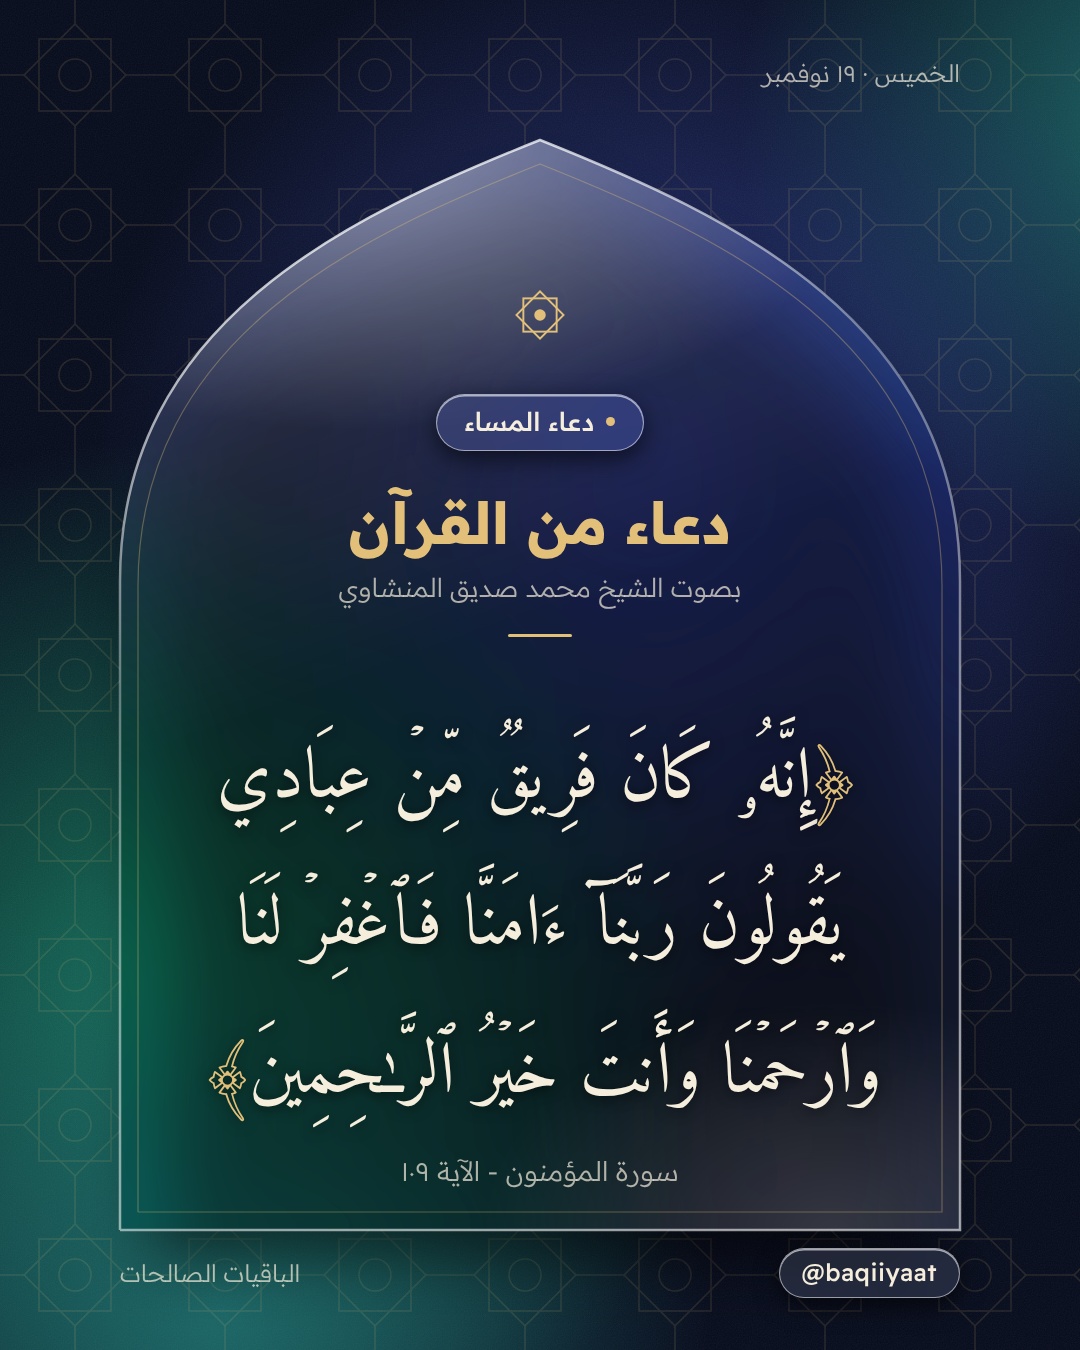 الخميس · ١٩ نوفمبر
دعاء المساء
دعاء من القرآن
بصوت الشيخ محمد صديق المنشاوي
﴿إِنَّهُۥ كَانَ فَرِيقٌۭ مِّنْ عِبَادِي
يَقُولُونَ رَبَّنَآ ءَامَنَّا فَٱغْفِرْ لَنَا
وَٱرْحَمْنَا وَأَنتَ خَيْرُ ٱلرَّٰحِمِينَ﴾
سورة المؤمنون - الآية ١٠٩
@baqiiyaat
الباقيات الصالحات